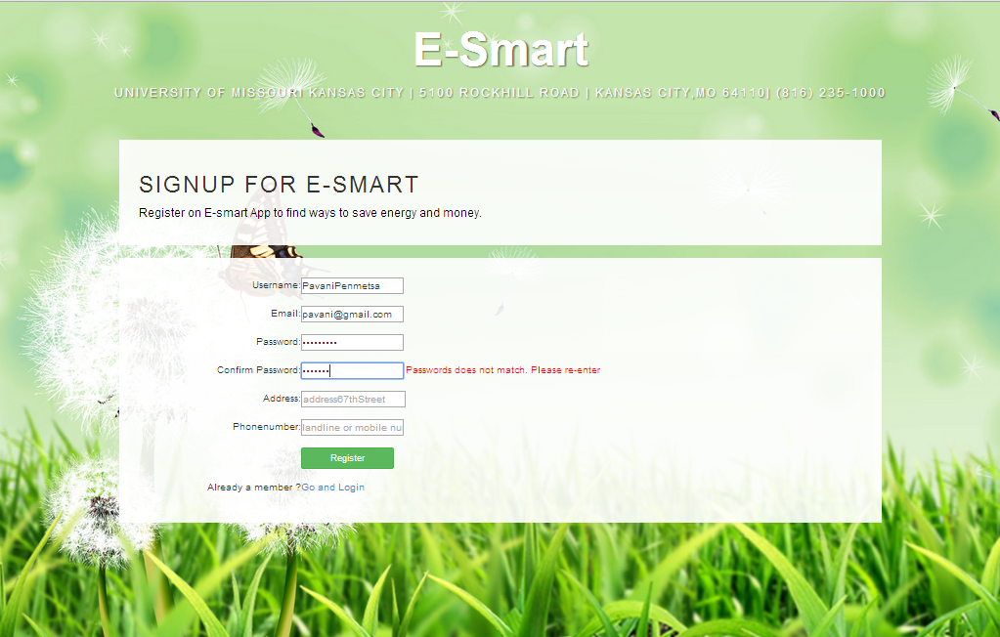 E-Smart
UNIVERSITY OF MISSOURI KANSAS CITY | 5100 ROCKHILL ROAD | KANSAS CITY,MO 64110| (816) 235-1000
SIGNUP FOR E-SMART
Register on E-smart App to find ways to save energy and money.
Username: PavaniPenmetsa
Email: pavani@gmail.com
Password: •••••••••
Confirm Password: ••••••• Passwords does not match. Please re-enter
Address: address67thStreet
Phonenumber: landline or mobile nu
Register
Already a member ?Go and Login